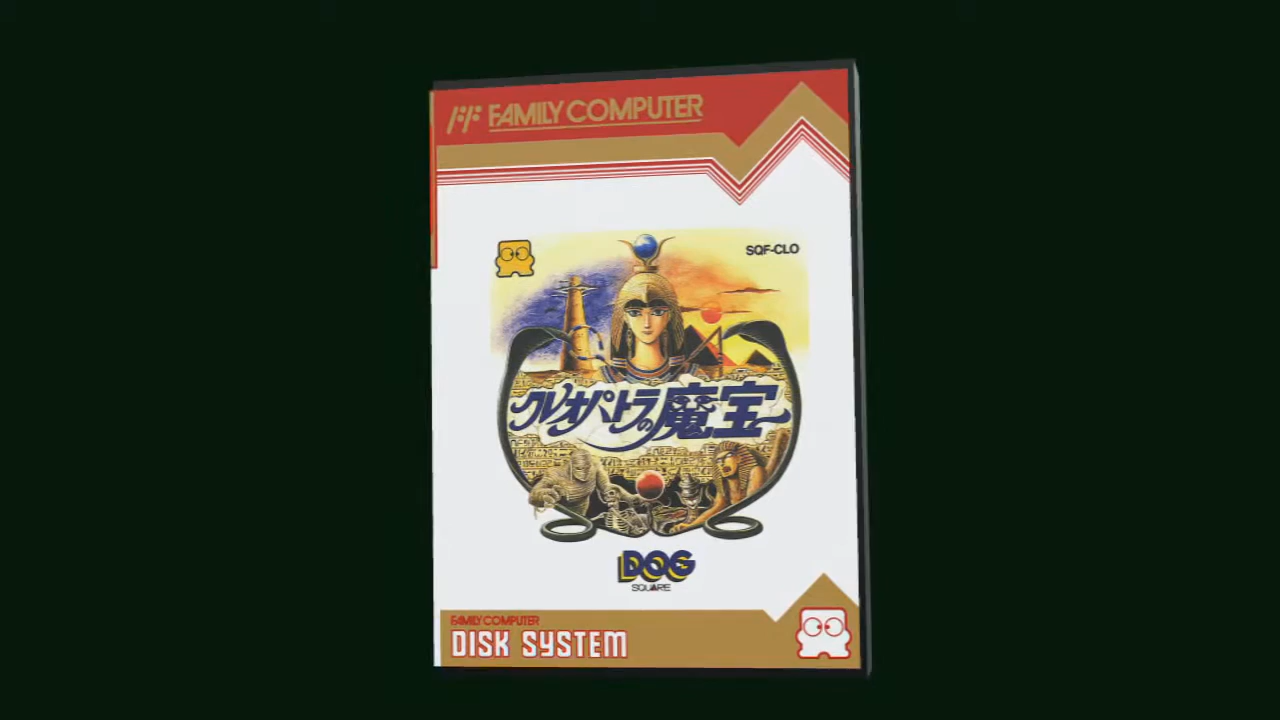 FAMILY COMPUTER
SQF-CLO
クレオパトラの魔宝
DOG
SQUARE
FAMILY COMPUTER
DISK SYSTEM